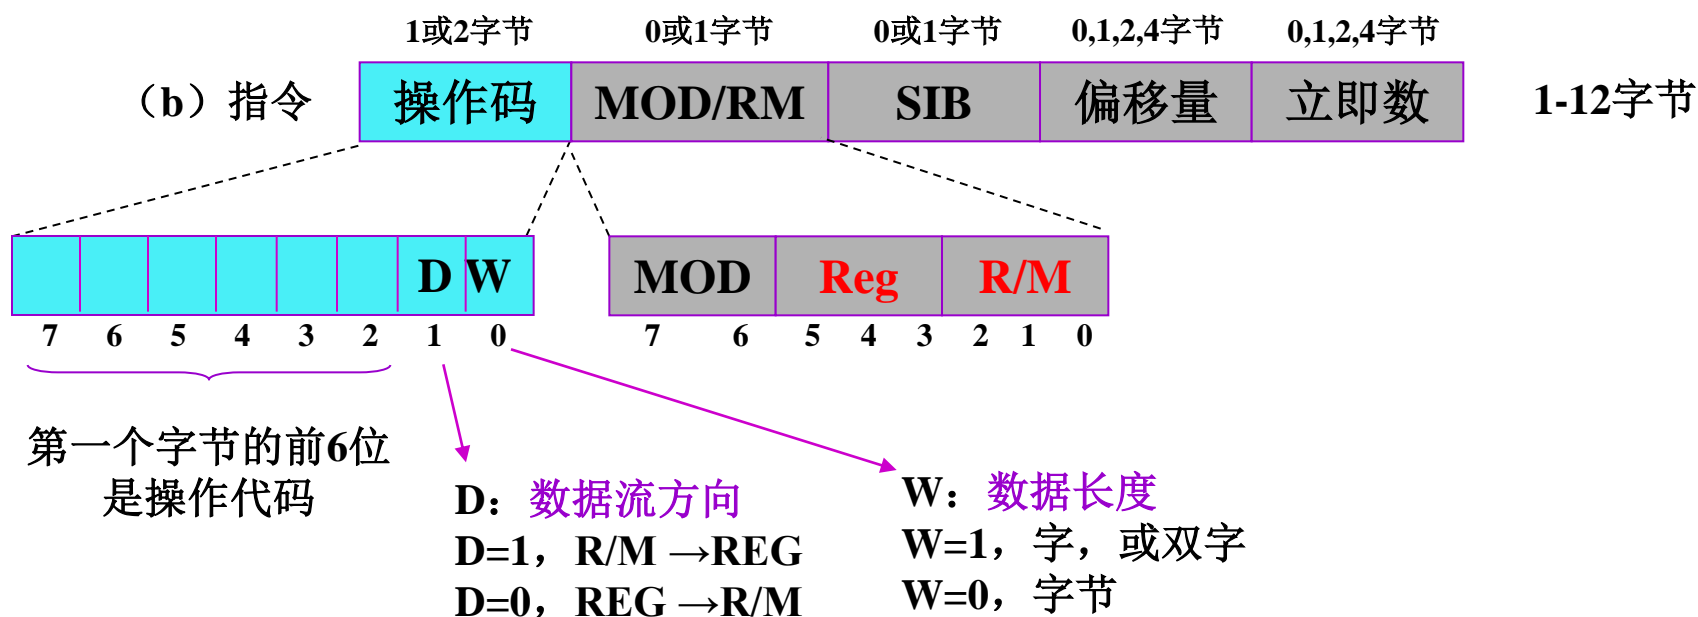 1或2字节 0或1字节 0或1字节 0,1,2,4字节 0,1,2,4字节
（b）指令 操作码 MOD/RM SIB 偏移量 立即数 1-12字节
D W MOD Reg R/M
7 6 5 4 3 2 1 0 7 6 5 4 3 2 1 0
第一个字节的前6位
是操作代码
D：数据流方向
D=1，R/M →REG
D=0，REG →R/M
W：数据长度
W=1，字，或双字
W=0，字节